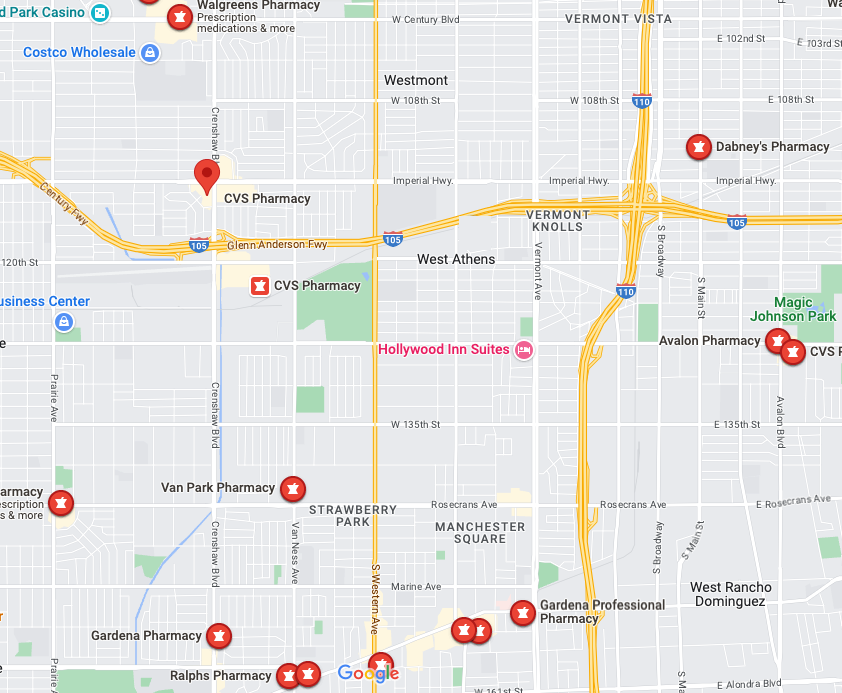 Walgreens Pharmacy
Prescription
medications & more
d Park Casino
W Century Blvd
VERMONT VISTA
E 102nd St
E 103rd St
Costco Wholesale
Westmont
W 108th St
W 108th St
110
E 108th St
Crenshaw Bl
Dabney's Pharmacy
Imperial Hwy.
Imperial Hwy.
Imperial Hwy.
Century Fwy
CVS Pharmacy
VERMONT
KNOLLS
105
105
105
Glenn Anderson Fwy
S Broadway
120th St
West Athens
Vermont Ave
CVS Pharmacy
110
S Main St
usiness Center
Magic
Johnson Park
Avalon Pharmacy
CVS P
Hollywood Inn Suites
e
Prairie Ave
Crenshaw Blvd
Avalon Blvd
W 135th St
E 135th St
Van Park Pharmacy
armacy
scription
s & more
STRAWBERRY
PARK
Rosecrans Ave
Rosecrans Ave
E Rosecrans Ave
MANCHESTER
SQUARE
Crenshaw Blvd
Van Ness Ave
S Broadway
S Main St
S Western Ave
Marine Ave
West Rancho
Dominguez
Gardena Professional
Pharmacy
r
Gardena Pharmacy
Ralphs Pharmacy
Google
Prairie A
W 161st St
S Ma
E Alondra Blvd